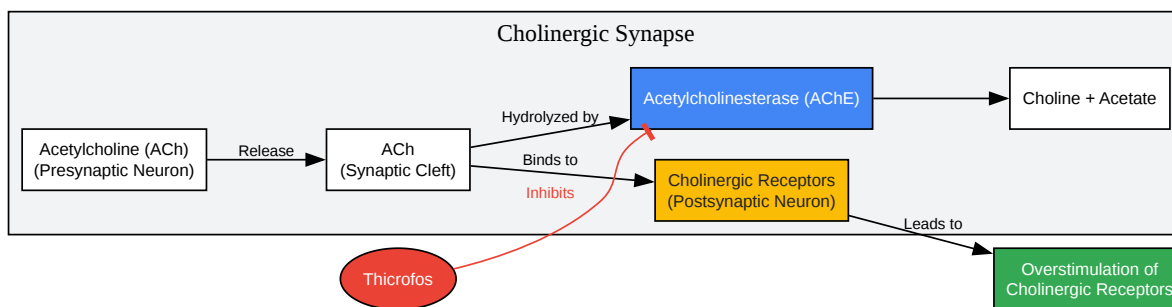 Cholinergic Synapse
Acetylcholine (ACh)
(Presynaptic Neuron)
Release
ACh
(Synaptic Cleft)
Hydrolyzed by
Acetylcholinesterase (AChE)
Choline + Acetate
Binds to
Inhibits
Cholinergic Receptors
(Postsynaptic Neuron)
Leads to
Thicrofos
Overstimulation of
Cholinergic Receptors